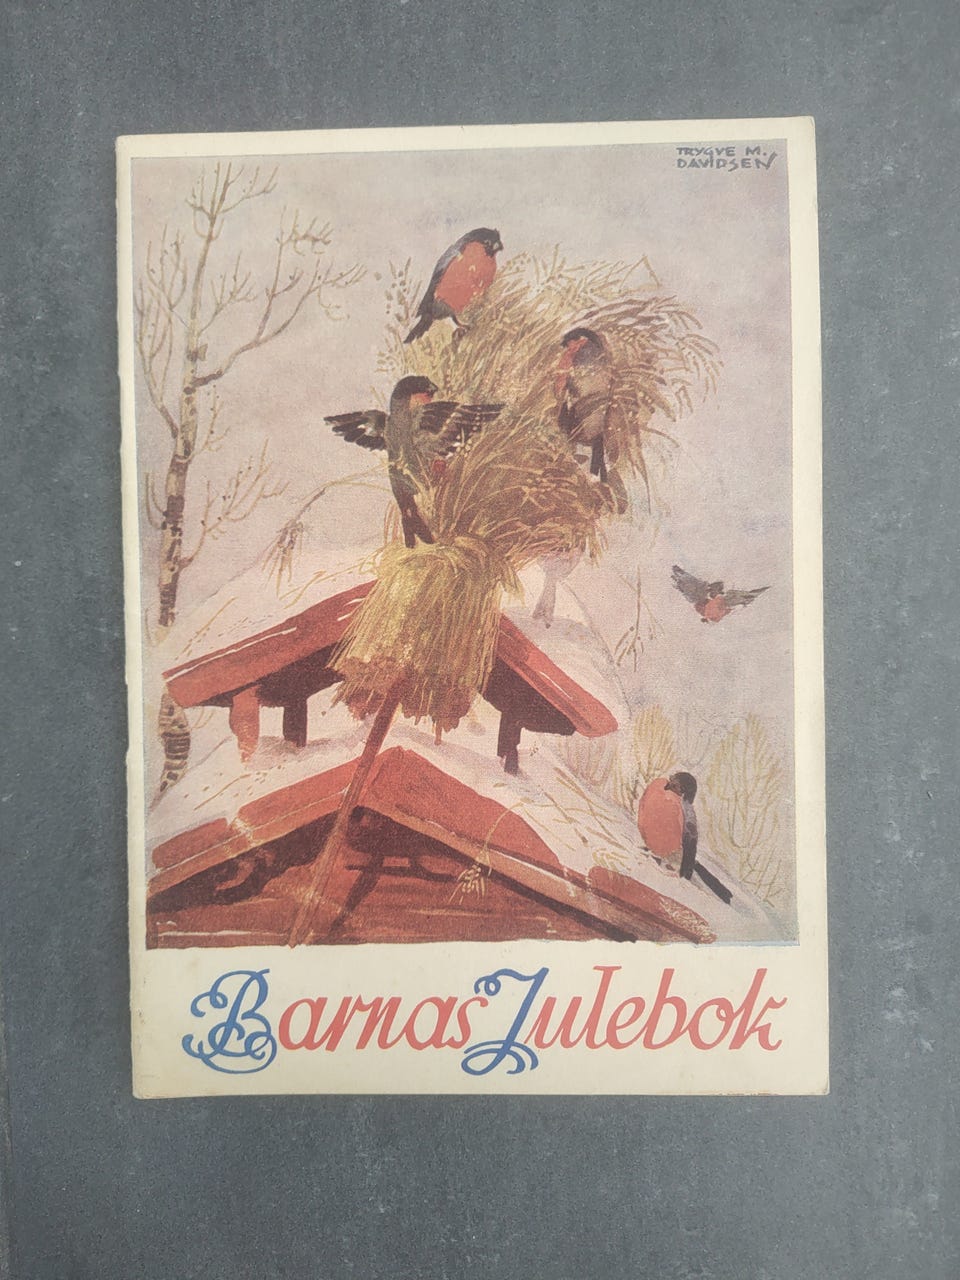 TRYGVE M.
DAVIDSEN
Barnas Julebok